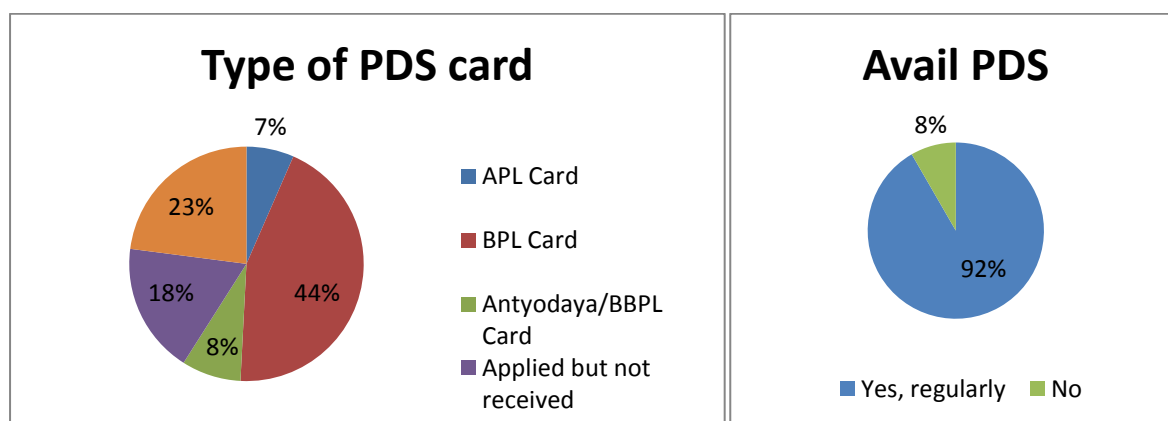 Type of PDS card
7%
23%
44%
18%
8%
APL Card
BPL Card
Antyodaya/BBPL
Card
Applied but not
received
Avail PDS
8%
92%
Yes, regularly
No